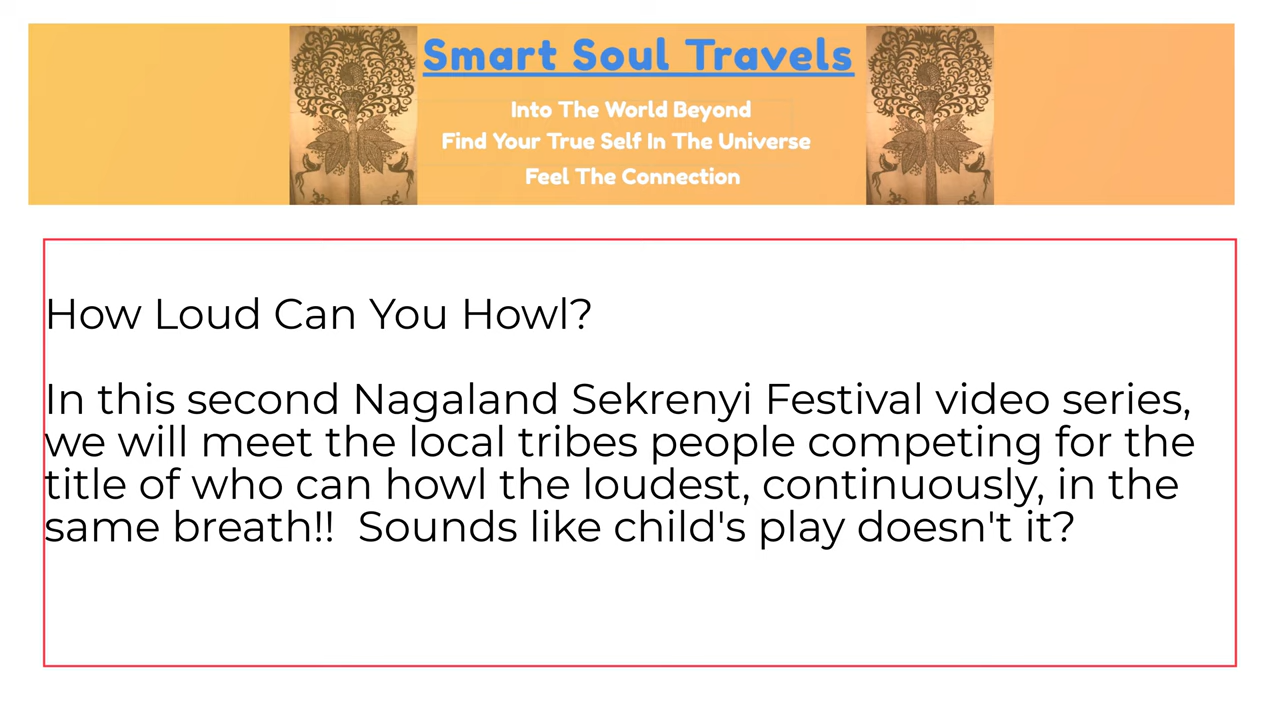 Smart Soul Travels
Into The World Beyond
Find Your True Self In The Universe
Feel The Connection
How Loud Can You Howl?
In this second Nagaland Sekrenyi Festival video series,
we will meet the local tribes people competing for the
title of who can howl the loudest, continuously, in the
same breath!!  Sounds like child's play doesn't it?